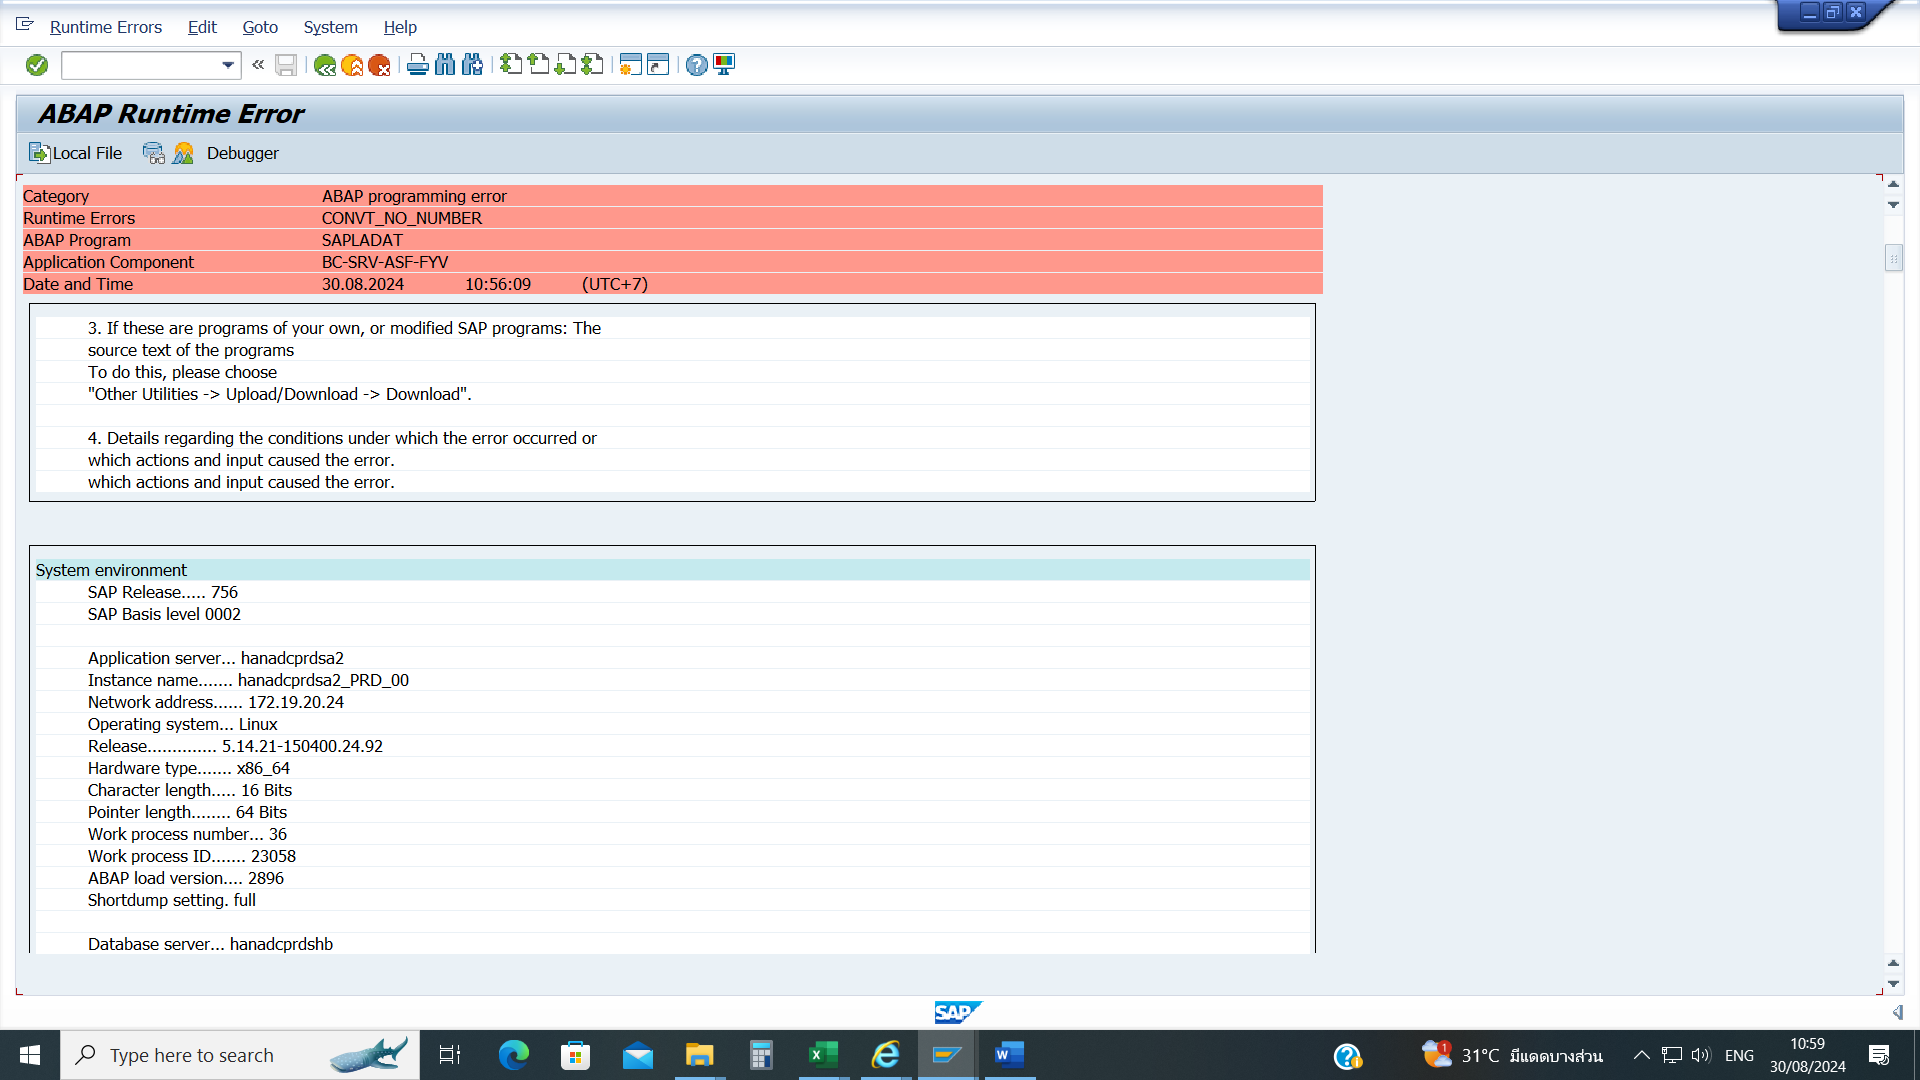 Runtime Errors Edit Goto System Help
ABAP Runtime Error
Local File Debugger
Category ABAP programming error
Runtime Errors CONVT_NO_NUMBER
ABAP Program SAPLADAT
Application Component BC-SRV-ASF-FYV
Date and Time 30.08.2024 10:56:09 (UTC+7)
3. If these are programs of your own, or modified SAP programs: The
source text of the programs
To do this, please choose
"Other Utilities -> Upload/Download -> Download".
4. Details regarding the conditions under which the error occurred or
which actions and input caused the error.
which actions and input caused the error.
System environment
SAP Release..... 756
SAP Basis level 0002
Application server... hanadcprdsa2
Instance name....... hanadcprdsa2_PRD_00
Network address...... 172.19.20.24
Operating system... Linux
Release.............. 5.14.21-150400.24.92
Hardware type....... x86_64
Character length..... 16 Bits
Pointer length........ 64 Bits
Work process number... 36
Work process ID....... 23058
ABAP load version.... 2896
Shortdump setting. full
Database server... hanadcprdshb
SAP
Type here to search
1 31°C มีแดดบางส่วน ENG
10:59
30/08/2024